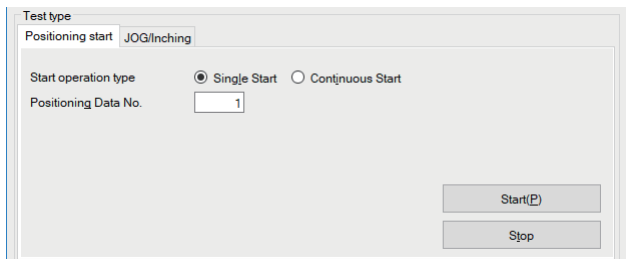 Test type
Positioning start JOG/Inching
Start operation type Single Start Continuous Start
Positioning Data No. 1
Start(P)
Stop